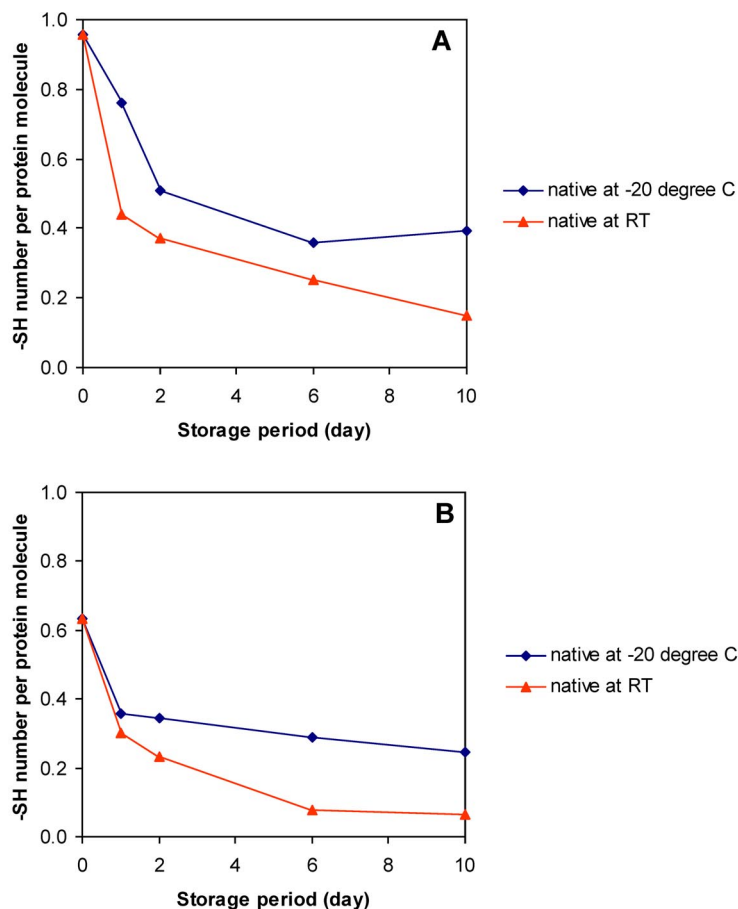 A
1.0
0.8
0.6
0.4
0.2
0.0
-SH number per protein molecule
0
2
4
6
8
10
Storage period (day)
native at -20 degree C
native at RT
B
1.0
0.8
0.6
0.4
0.2
0.0
-SH number per protein molecule
0
2
4
6
8
10
Storage period (day)
native at -20 degree C
native at RT